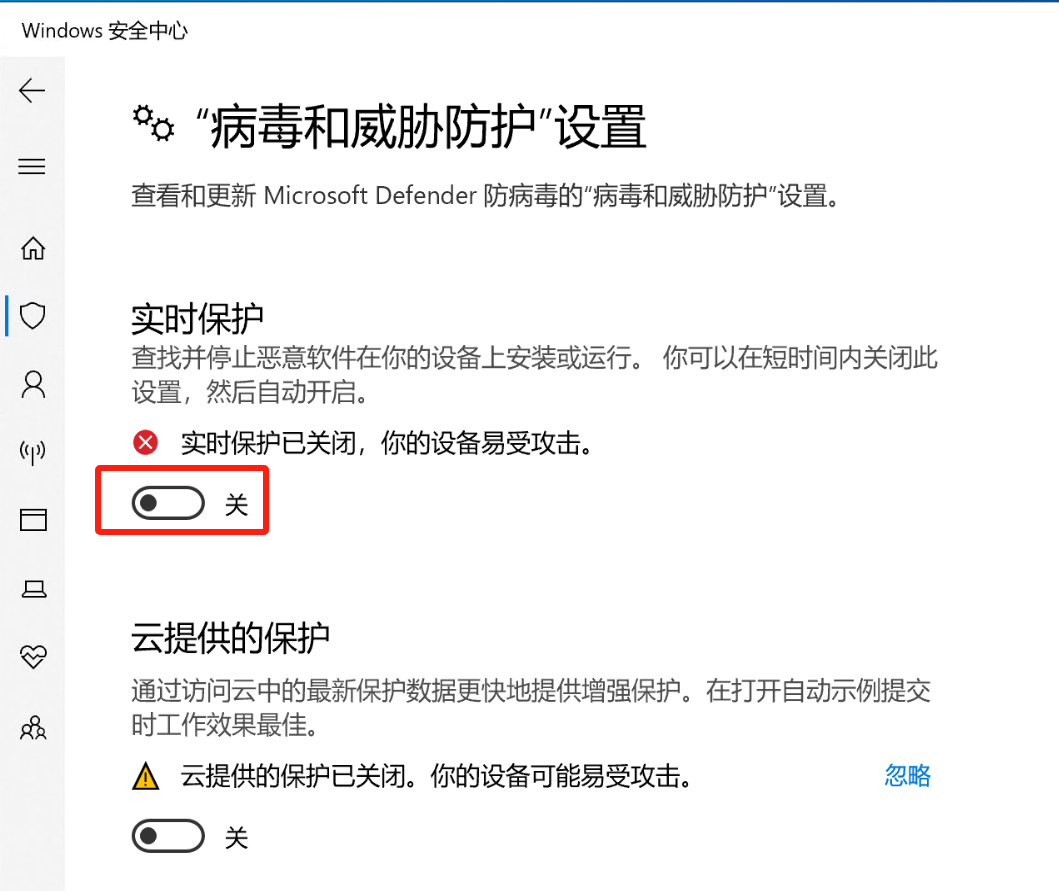 Windows 安全中心
“病毒和威胁防护”设置
查看和更新 Microsoft Defender 防病毒的“病毒和威胁防护”设置。
实时保护
查找并停止恶意软件在你的设备上安装或运行。 你可以在短时间内关闭此
设置，然后自动开启。
实时保护已关闭，你的设备易受攻击。
关
云提供的保护
通过访问云中的最新保护数据更快地提供增强保护。在打开自动示例提交
时工作效果最佳。
云提供的保护已关闭。你的设备可能易受攻击。 忽略
关